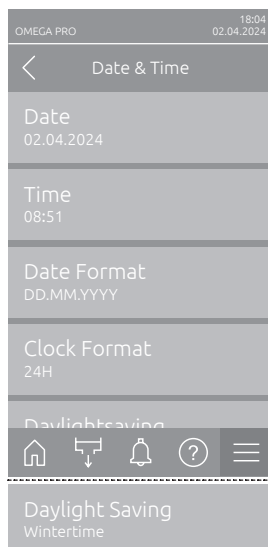 OMEGA PRO
18:04
02.04.2024
Date & Time
Date
02.04.2024
Time
08:51
Date Format
DD.MM.YYYY
Clock Format
24H
Daylightsaving
?
Daylight Saving
Wintertime